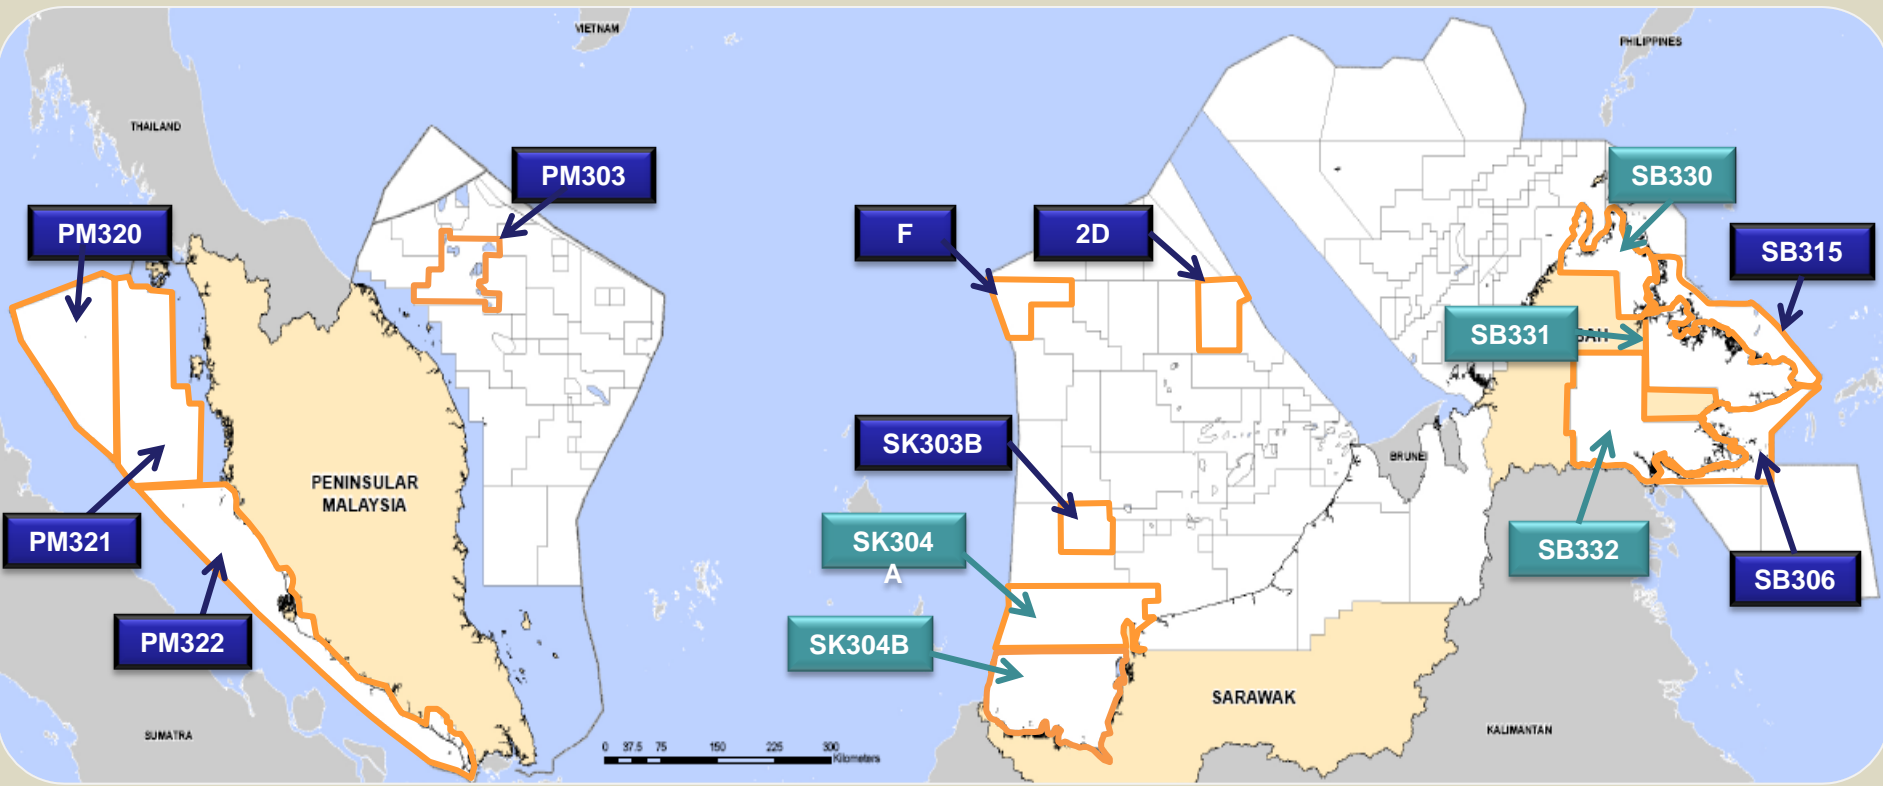 VIETNAM
PHILIPPINES
THAILAND
PM303
SB330
PM320
F
2D
SB315
SB331
BAH
PENINSULAR
MALAYSIA
SK303B
BRUNEI
PM321
SK304
A
SB332
SB306
PM322
SK304B
SARAWAK
SUMATRA
KALIMANTAN
0 37.5 75 150 225 300
Kilometers